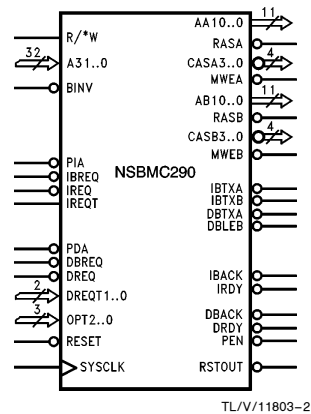 11
AA10..0
R/*W
RASA
32
4
A31..0
CASA3..0
MWEA
BINV
11
AB10..0
RASB
4
CASB3..0
MWEB
PIA
NSBMC290
IBREQ
IREQ
IREQT
IBTXA
IBTXB
DBTXA
DBLEB
PDA
DBREQ
DREQ
IBACK
IRDY
2
DREQT1..0
3
OPT2..0
DBACK
DRDY
RESET
PEN
SYSCLK
RSTOUT
TL/V/11803–2